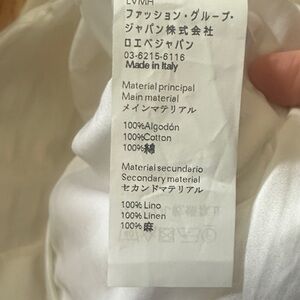 LVMH
ファッション・グループ・
ジャパン株式会社
ロエベジャパン
03-6215-6116
Made in Italy
Material principal
Main material
メインマテリアル
100%Algodón
100%Cotton
100%綿
Material secundario
Secondary material
セカンドマテリアル
100% Lino
100% Linen
100% 麻